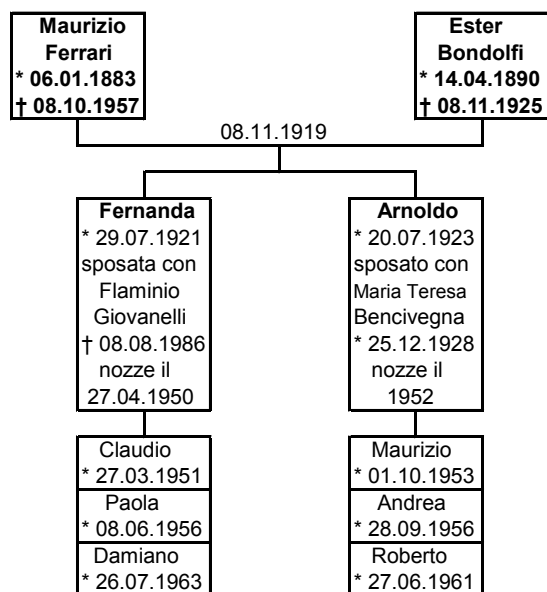 Maurizio
Ferrari
* 06.01.1883
† 08.10.1957
Ester
Bondolfi
* 14.04.1890
† 08.11.1925
08.11.1919
Fernanda
* 29.07.1921
sposata con
Flaminio
Giovanelli
† 08.08.1986
nozze il
27.04.1950
Arnoldo
* 20.07.1923
sposato con
Maria Teresa
Bencivegna
* 25.12.1928
nozze il
1952
Claudio
* 27.03.1951
Paola
* 08.06.1956
Damiano
* 26.07.1963
Maurizio
* 01.10.1953
Andrea
* 28.09.1956
Roberto
* 27.06.1961